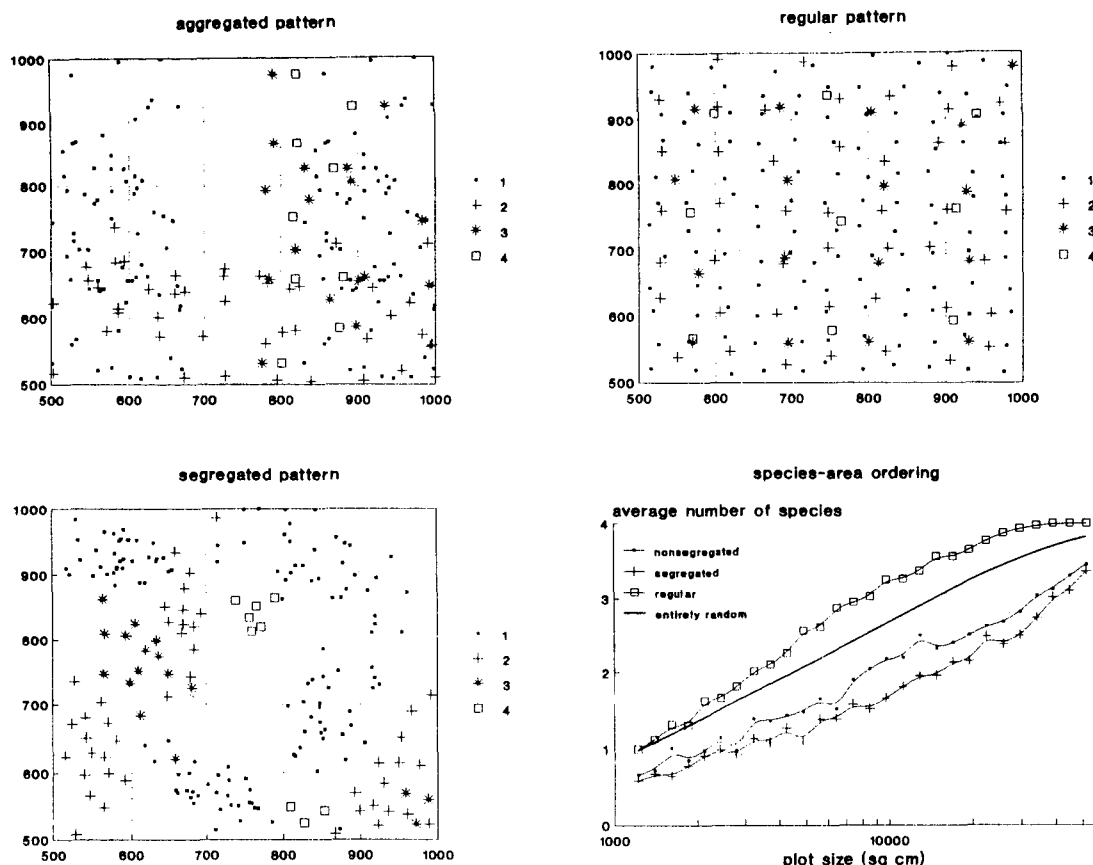 aggregated pattern
1000
900
800
700
600
500
500 600 700 800 900 1000
1
2
3
4
regular pattern
1000
900
800
700
600
500
500 600 700 800 900 1000
1
2
3
4
segregated pattern
1000
900
800
700
600
500
500 600 700 800 900 1000
1
2
3
4
species-area ordering
average number of species
4
3
2
1
0
nonsegregated
segregated
regular
entirely random
1000 10000
plot size (sq cm)